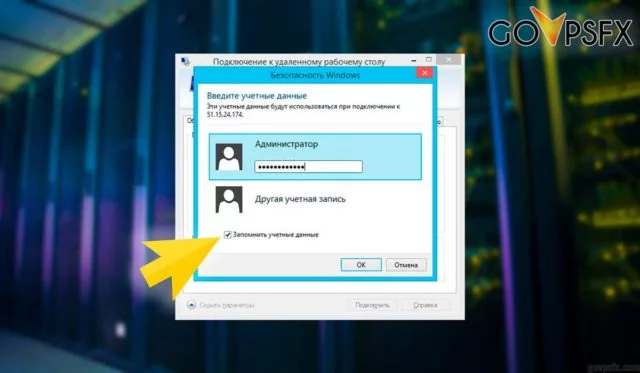 GOVPSFX
Подключение к удаленному рабочему столу
Безопасность Windows
Введите учетные данные
Эти учетные данные будут использоваться при подключении к
51.15.24.174.
Администратор
Другая учетная запись
Запомнить учетные данные
OK
Отмена
Скрыть параметры
Подключить
Справка
govpsfx.com